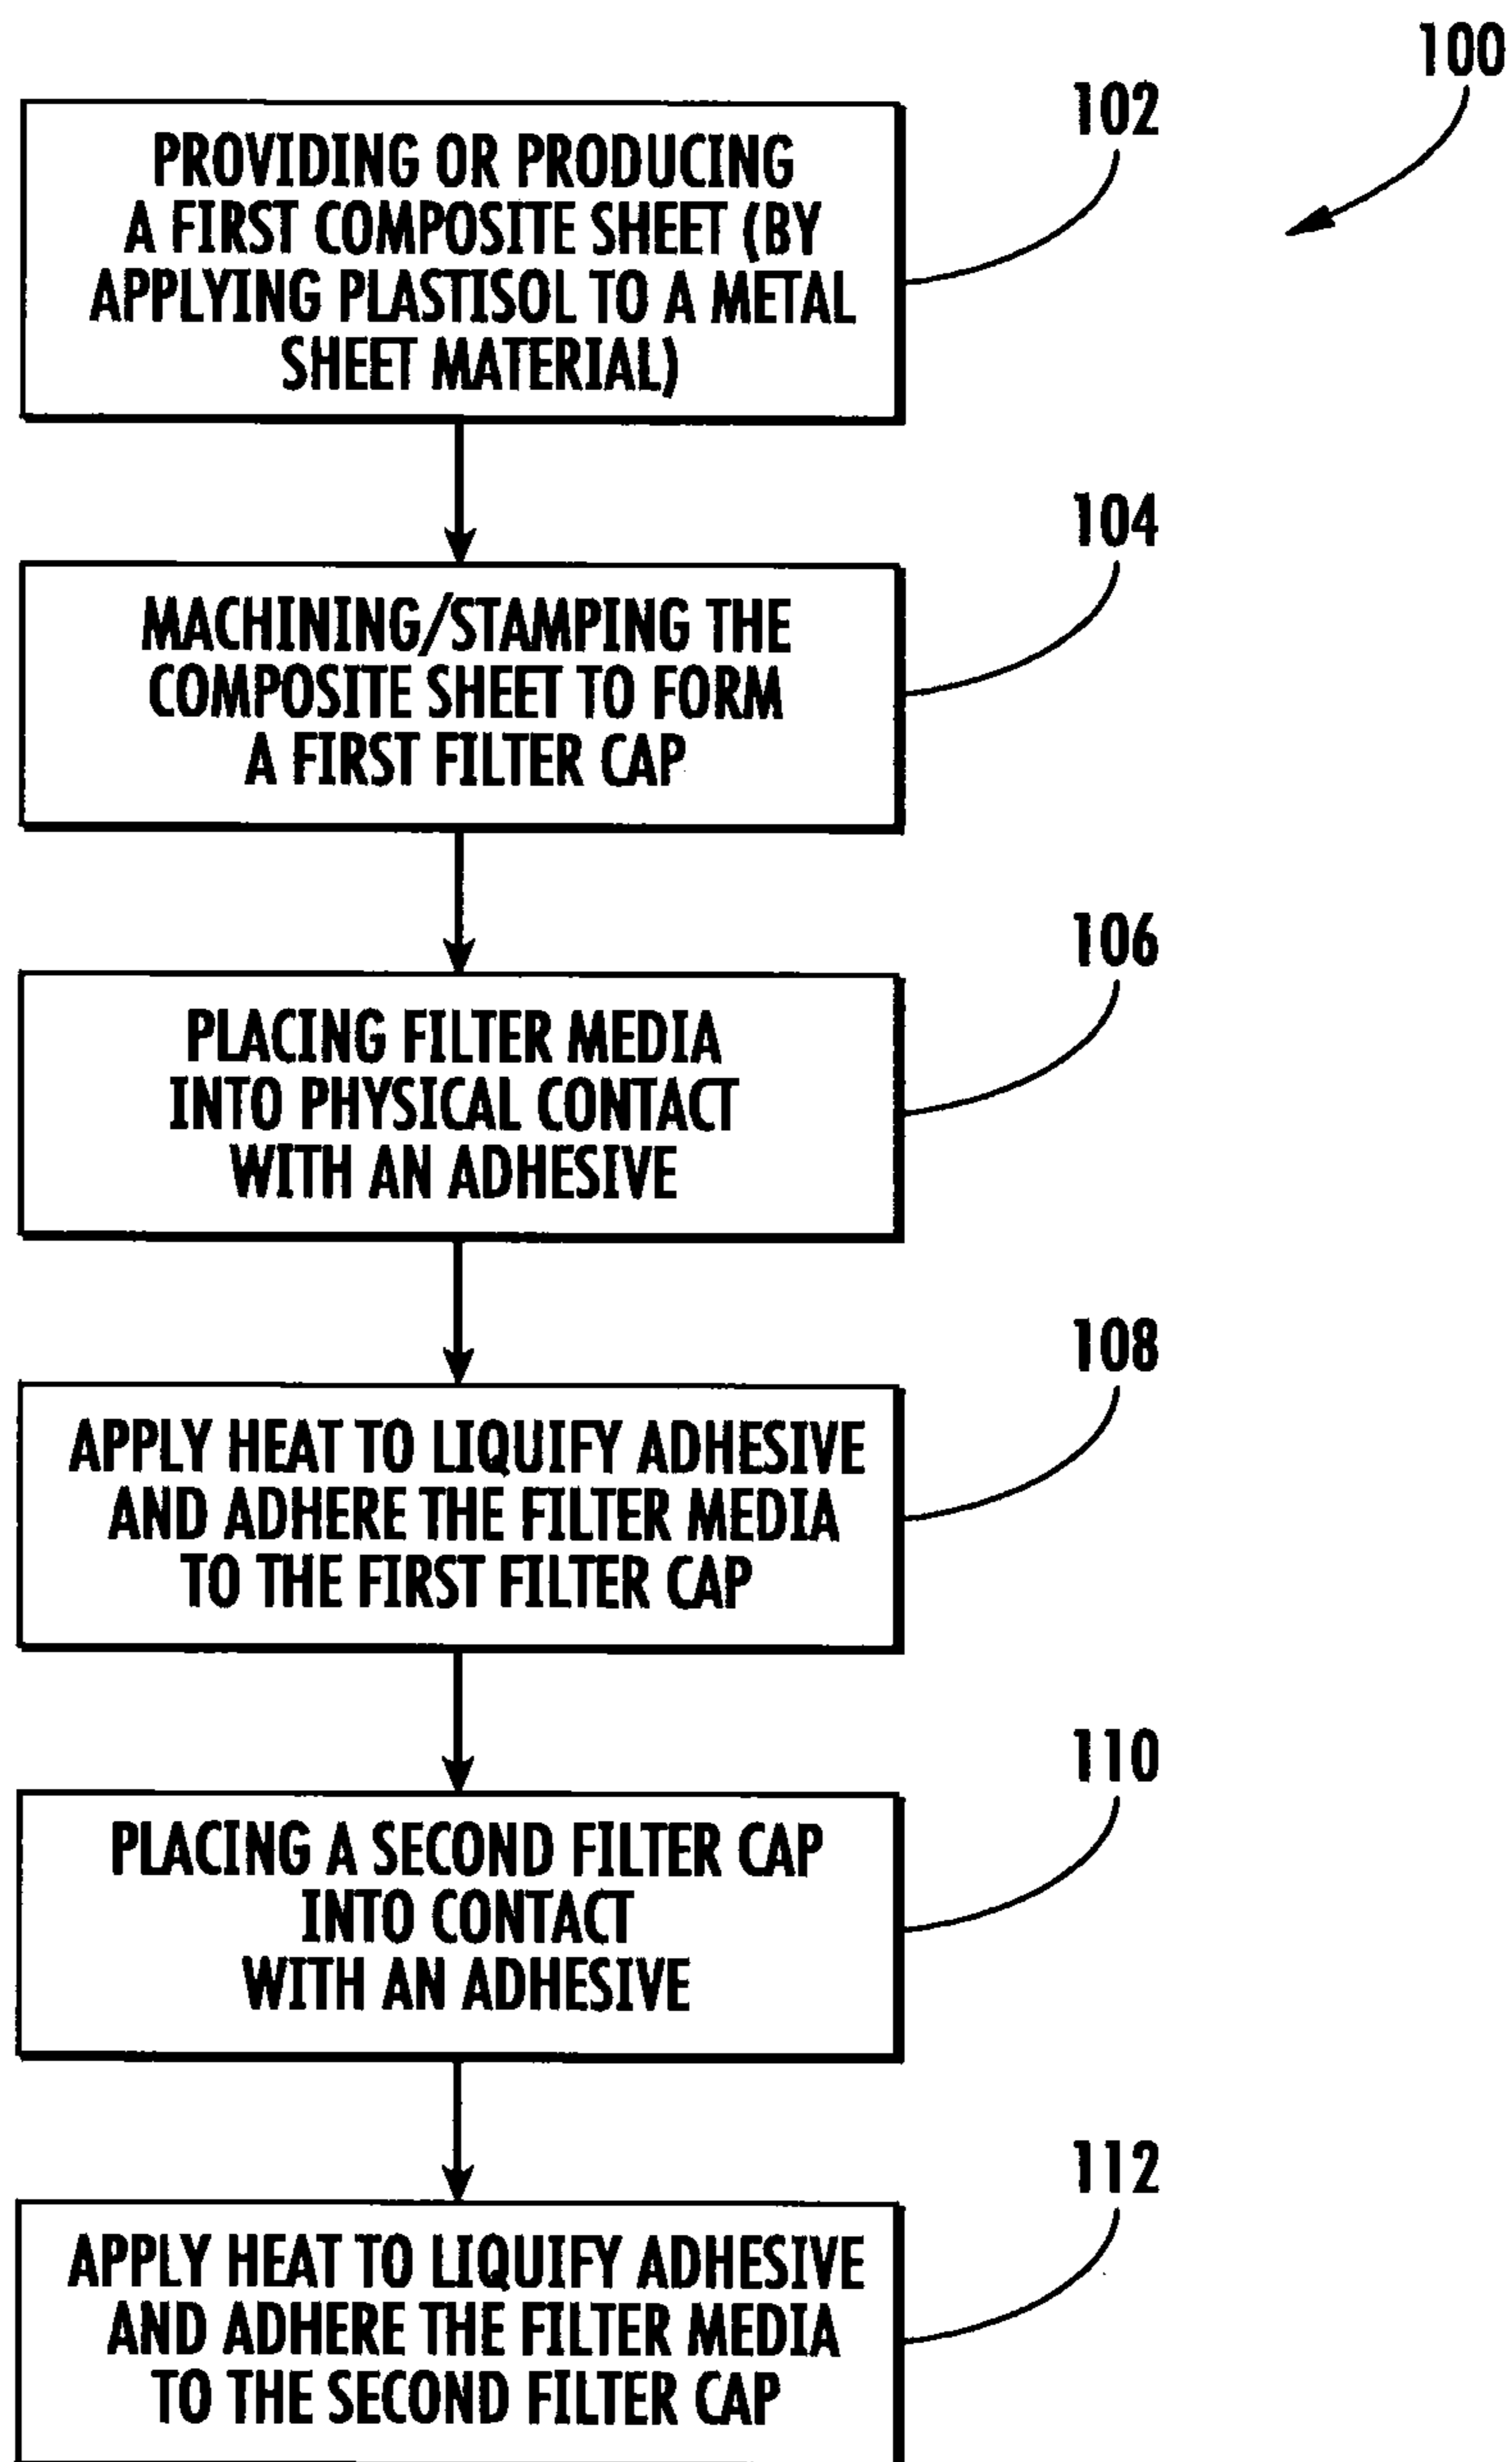 100
102
PROVIDING OR PRODUCING
A FIRST COMPOSITE SHEET (BY
APPLYING PLASTISOL TO A METAL
SHEET MATERIAL)
104
MACHINING/STAMPING THE
COMPOSITE SHEET TO FORM
A FIRST FILTER CAP
106
PLACING FILTER MEDIA
INTO PHYSICAL CONTACT
WITH AN ADHESIVE
108
APPLY HEAT TO LIQUIFY ADHESIVE
AND ADHERE THE FILTER MEDIA
TO THE FIRST FILTER CAP
110
PLACING A SECOND FILTER CAP
INTO CONTACT
WITH AN ADHESIVE
112
APPLY HEAT TO LIQUIFY ADHESIVE
AND ADHERE THE FILTER MEDIA
TO THE SECOND FILTER CAP